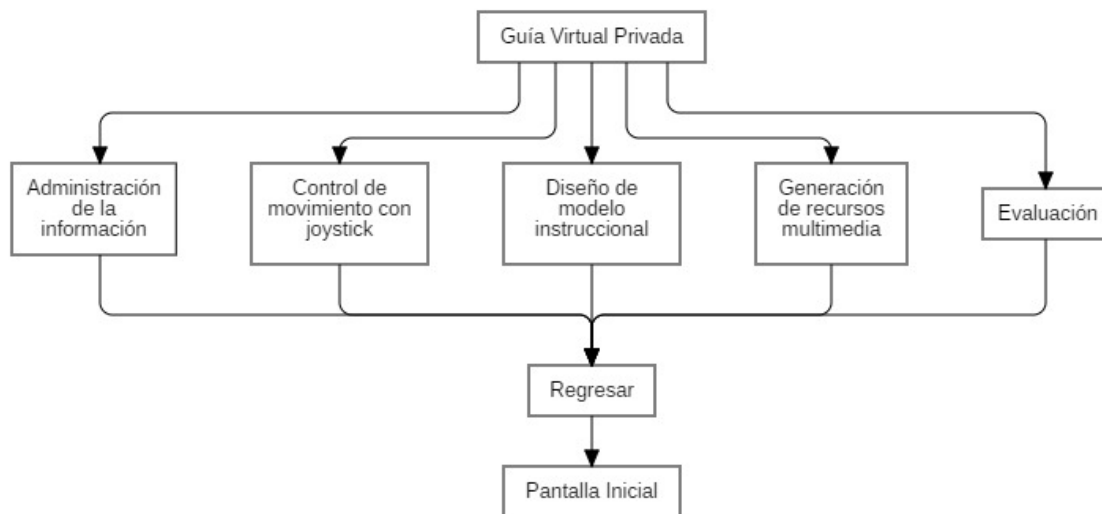 Guía Virtual Privada
Administración
de la
información
Control de
movimiento con
joystick
Diseño de
modelo
instruccional
Generación
de recursos
multimedia
Evaluación
Regresar
Pantalla Inicial